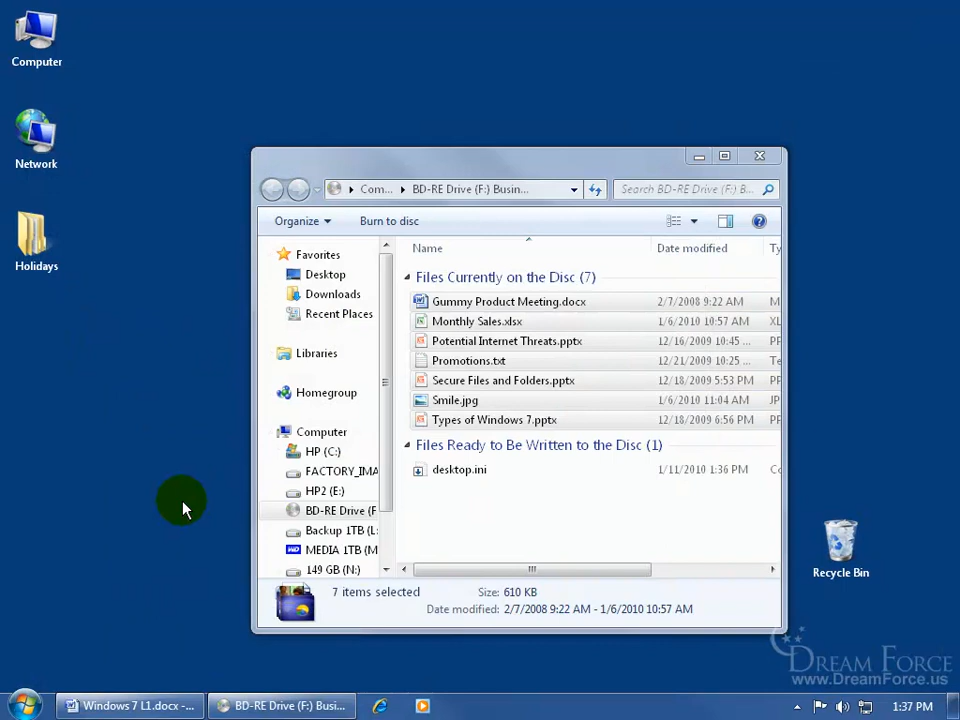 Computer
Network
Holidays
Com... BD-RE Drive (F:) Busin... Search BD-RE Drive (F:) B...
Organize Burn to disc
Favorites
Desktop
Downloads
Recent Places
Libraries
Homegroup
Computer
HP (C:)
FACTORY_IMA
HP2 (E:)
BD-RE Drive (F
Backup 1TB (L:
MEDIA 1TB (M
149 GB (N:)
Name Date modified Ty
Files Currently on the Disc (7)
Gummy Product Meeting.docx 2/7/2008 9:22 AM M
Monthly Sales.xlsx 1/6/2010 10:57 AM XL
Potential Internet Threats.pptx 12/16/2009 10:45 ... PP
Promotions.txt 12/21/2009 10:25 ... Te
Secure Files and Folders.pptx 12/18/2009 5:53 PM PP
Smile.jpg 1/6/2010 11:04 AM JP
Types of Windows 7.pptx 12/18/2009 6:56 PM PP
Files Ready to Be Written to the Disc (1)
desktop.ini 1/11/2010 1:36 PM Co
7 items selected Size: 610 KB
Date modified: 2/7/2008 9:22 AM - 1/6/2010 10:57 AM
Recycle Bin
DREAM FORCE
www.DreamForce.us
Windows 7 L1.docx -... BD-RE Drive (F:) Busi... 1:37 PM